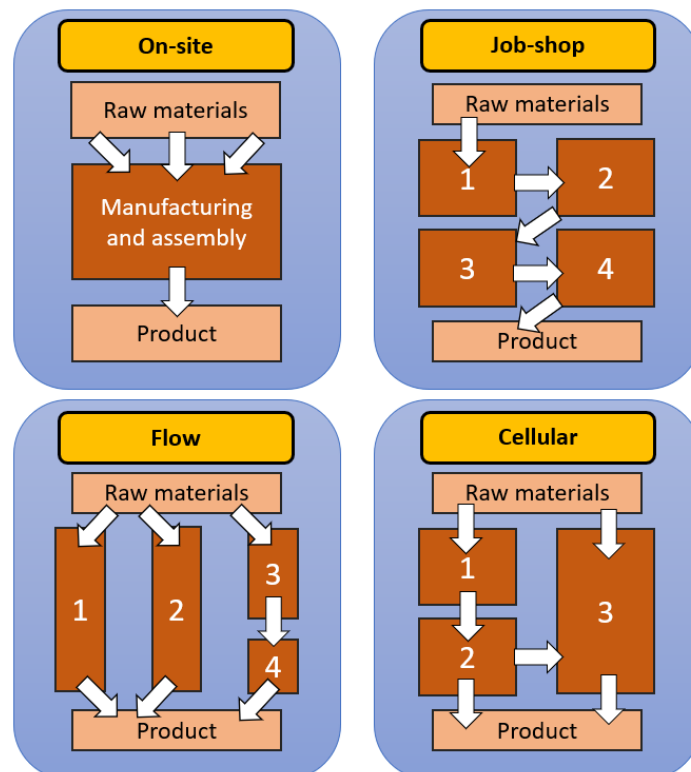 On-site
Raw materials
Manufacturing
and assembly
Product
Job-shop
Raw materials
1
2
3
4
Product
Flow
Raw materials
1
2
3
4
Product
Cellular
Raw materials
1
2
3
Product